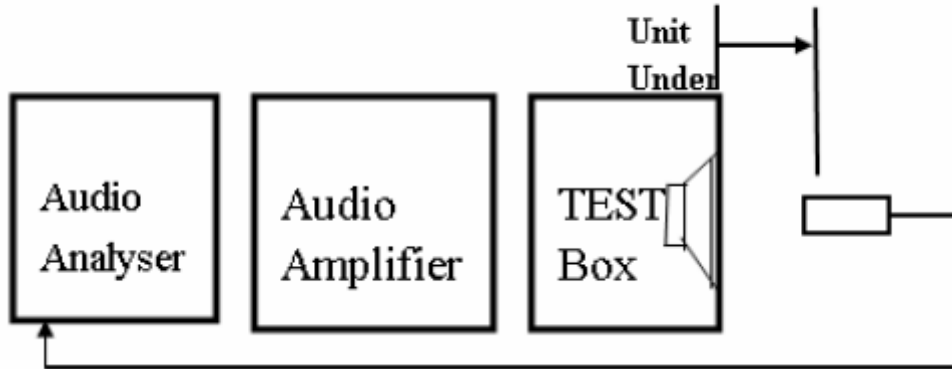 Unit
Under
Audio
Analyser
Audio
Amplifier
TEST
Box